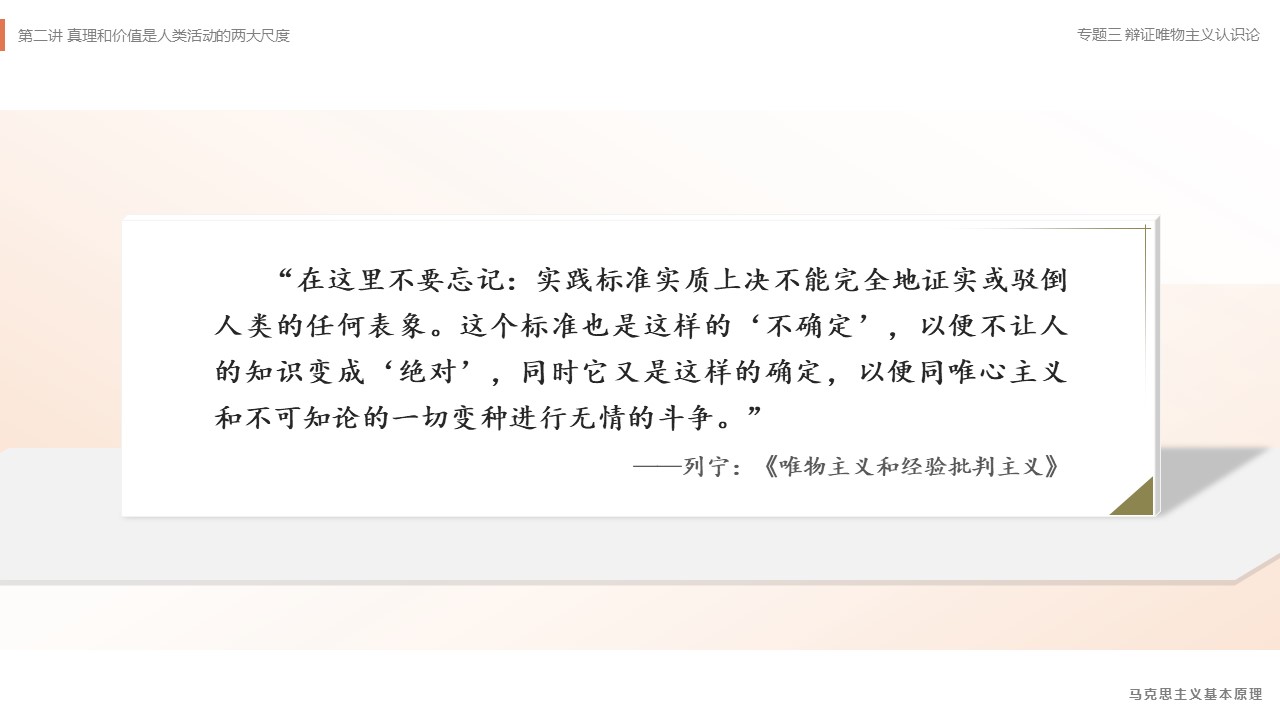 第二讲 真理和价值是人类活动的两大尺度
专题三 辩证唯物主义认识论
“在这里不要忘记：实践标准实质上决不能完全地证实或驳倒
人类的任何表象。这个标准也是这样的‘不确定’，以便不让人
的知识变成‘绝对’，同时它又是这样的确定，以便同唯心主义
和不可知论的一切变种进行无情的斗争。”
——列宁：《唯物主义和经验批判主义》
马克思主义基本原理